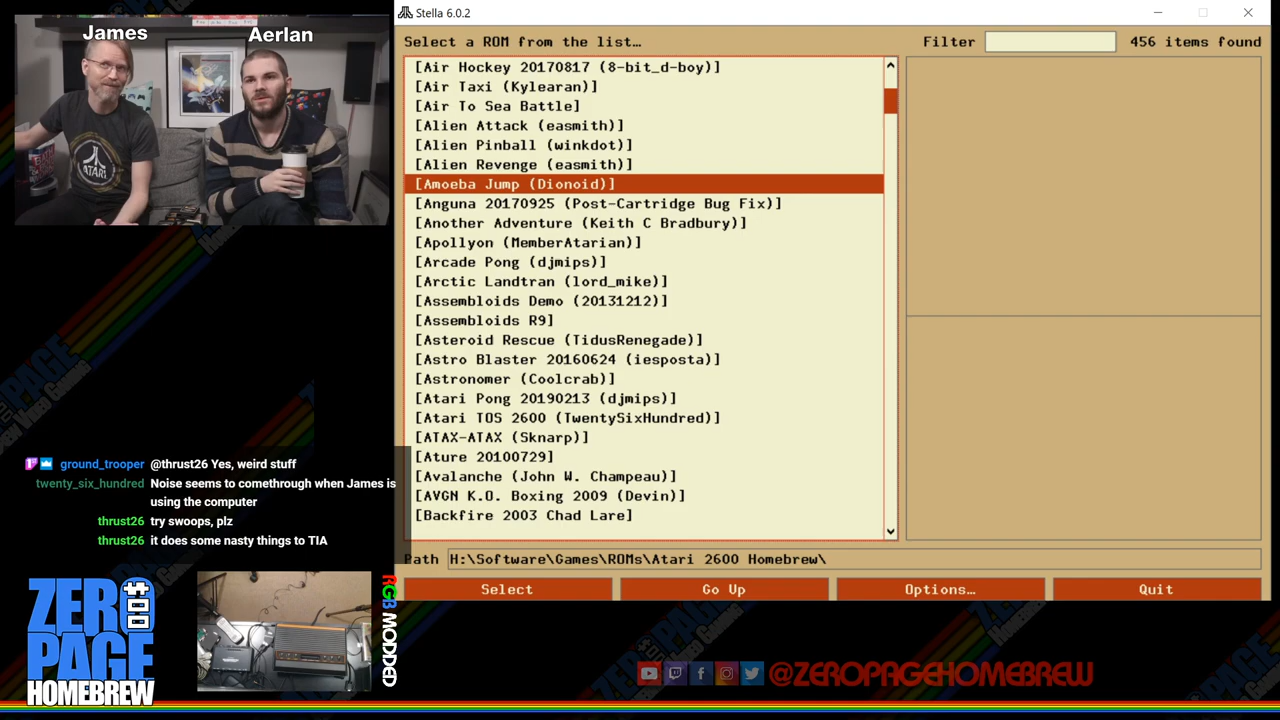 James
Aerlan
ATARI
Stella 6.0.2
Select a ROM from the list…
Filter
456 items found
[Air Hockey 20170817 (8-bit_d-boy)]
[Air Taxi (Kylearan)]
[Air To Sea Battle]
[Alien Attack (easmith)]
[Alien Pinball (winkdot)]
[Alien Revenge (easmith)]
[Amoeba Jump (Dionoid)]
[Anguna 20170925 (Post-Cartridge Bug Fix)]
[Another Adventure (Keith C Bradbury)]
[Apollyon (MemberAtarian)]
[Arcade Pong (djmips)]
[Arctic Landtran (lord_mike)]
[Assembloids Demo (20131212)]
[Assembloids R9]
[Asteroid Rescue (TidusRenegade)]
[Astro Blaster 20160624 (iesposta)]
[Astronomer (Coolcrab)]
[Atari Pong 20190213 (djmips)]
[Atari TOS 2600 (TwentySixHundred)]
[ATAX-ATAX (Sknarp)]
[Ature 20100729]
[Avalanche (John W. Champeau)]
[AVGN K.O. Boxing 2009 (Devin)]
[Backfire 2003 Chad Lare]
Path H:\Software\Games\ROMs\Atari 2600 Homebrew\
Select
Go Up
Options…
Quit
ground_trooper @thrust26 Yes, weird stuff
twenty_six_hundred Noise seems to comethrough when James is
using the computer
thrust26 try swoops, plz
thrust26 it does some nasty things to TIA
ZERO
PAGE
HOMEBREW
RGB MODDED
@ZEROPAGEHOMEBREW